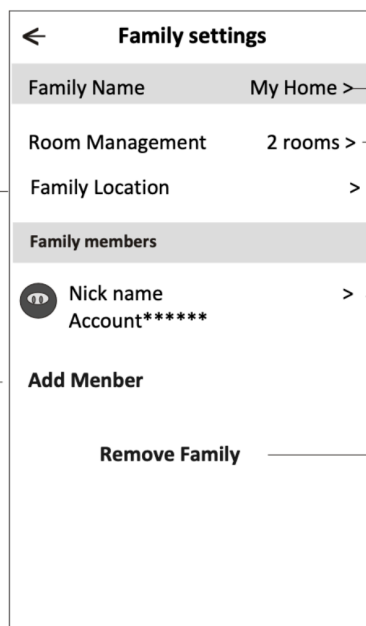 ← Family settings
Family Name My Home >
Room Management 2 rooms >
Family Location >
Family members
Nick name >
Account******
Add Menber
Remove Family